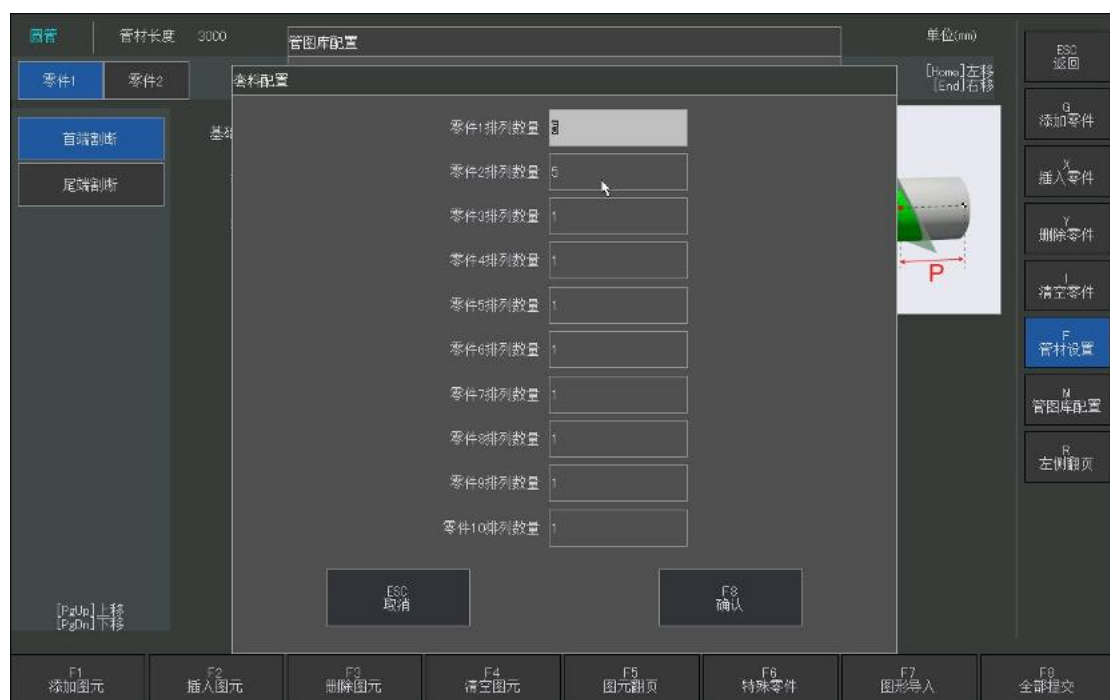 圆管
管材长度 3000
管图库配置
单位(mm)
ESC
返回
零件1
零件2
套料配置
[Home]左移
[End]右移
G
添加零件
首端割断
尾端割断
零件1排列数量
零件2排列数量 5
零件3排列数量 1
零件4排列数量 1
零件5排列数量 1
零件6排列数量 1
零件7排列数量 1
零件8排列数量 1
零件9排列数量 1
零件10排列数量 1
P
X
插入零件
Y
删除零件
I
清空零件
F
管材设置
M
管图库配置
R
左侧翻页
ESC
取消
F8
确认
[PgUp]上移
[PgDn]下移
F1
添加图元
F2
插入图元
F3
删除图元
F4
清空图元
F5
图元翻页
F6
特殊零件
F7
图形导入
F8
全部提交